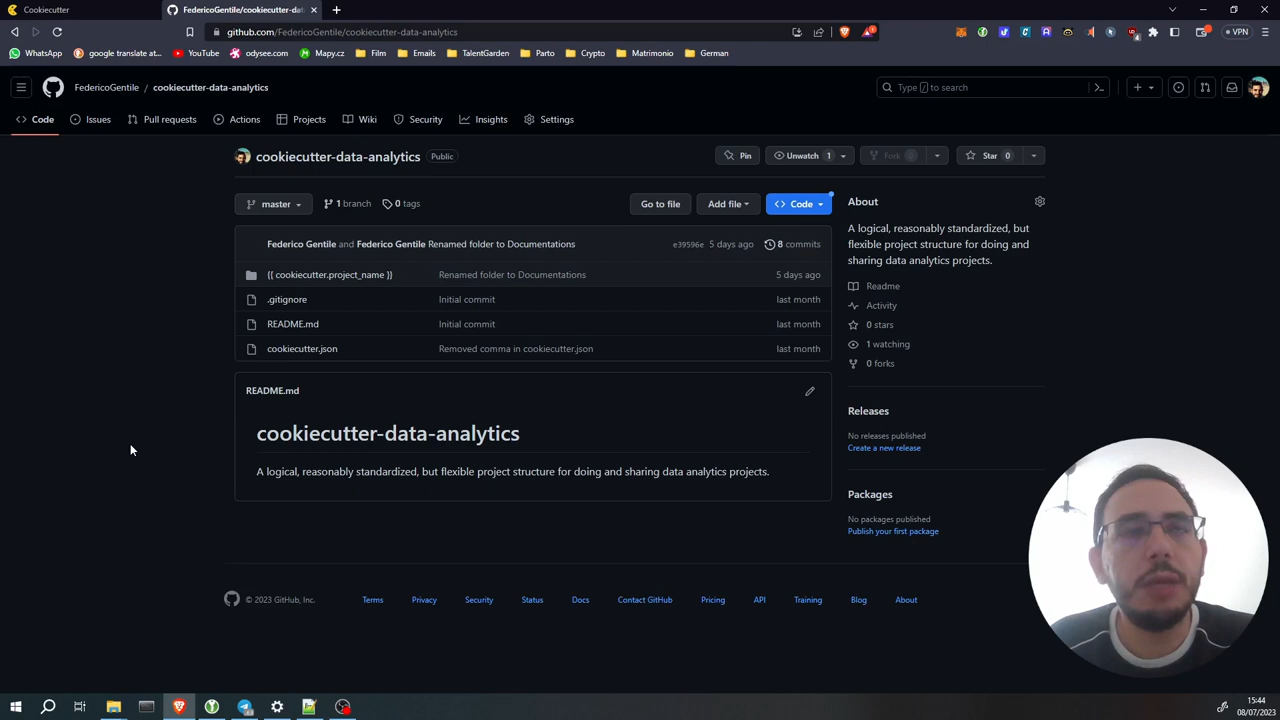 Cookiecutter
FedericoGentile/cookiecutter-dat
github.com/FedericoGentile/cookiecutter-data-analytics
VPN
WhatsApp
google translate at...
YouTube
odysee.com
Mapy.cz
Film
Emails
TalentGarden
Parto
Crypto
Matrimonio
German
FedericoGentile / cookiecutter-data-analytics
Type / to search
Code
Issues
Pull requests
Actions
Projects
Wiki
Security
Insights
Settings
cookiecutter-data-analytics Public
Pin
Unwatch 1
Fork 0
Star 0
master
1 branch
0 tags
Go to file
Add file
Code
Federico Gentile and Federico Gentile Renamed folder to Documentations e39596e 5 days ago 8 commits
{{ cookiecutter.project_name }} Renamed folder to Documentations 5 days ago
.gitignore Initial commit last month
README.md Initial commit last month
cookiecutter.json Removed comma in cookiecutter.json last month
README.md
cookiecutter-data-analytics
A logical, reasonably standardized, but flexible project structure for doing and sharing data analytics projects.
About
A logical, reasonably standardized, but
flexible project structure for doing and
sharing data analytics projects.
Readme
Activity
0 stars
1 watching
0 forks
Releases
No releases published
Create a new release
Packages
No packages published
Publish your first package
© 2023 GitHub, Inc.
Terms
Privacy
Security
Status
Docs
Contact GitHub
Pricing
API
Training
Blog
About
15:44
08/07/2023